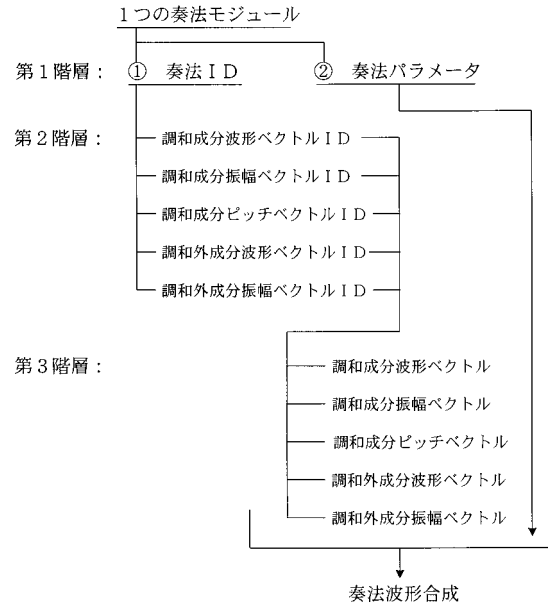 １つの奏法モジュール
第１階層： ① 奏法ＩＤ ② 奏法パラメータ
第２階層： 調和成分波形ベクトルＩＤ
調和成分振幅ベクトルＩＤ
調和成分ピッチベクトルＩＤ
調和外成分波形ベクトルＩＤ
調和外成分振幅ベクトルＩＤ
第３階層： 調和成分波形ベクトル
調和成分振幅ベクトル
調和成分ピッチベクトル
調和外成分波形ベクトル
調和外成分振幅ベクトル
奏法波形合成